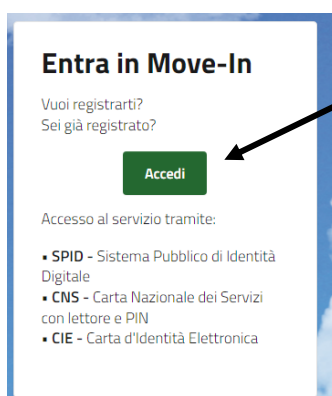 Entra in Move-In
Vuoi registrarti?
Sei già registrato?
Accedi
Accesso al servizio tramite:
▪ SPID - Sistema Pubblico di Identità
Digitale
▪ CNS - Carta Nazionale dei Servizi
con lettore e PIN
▪ CIE - Carta d'Identità Elettronica